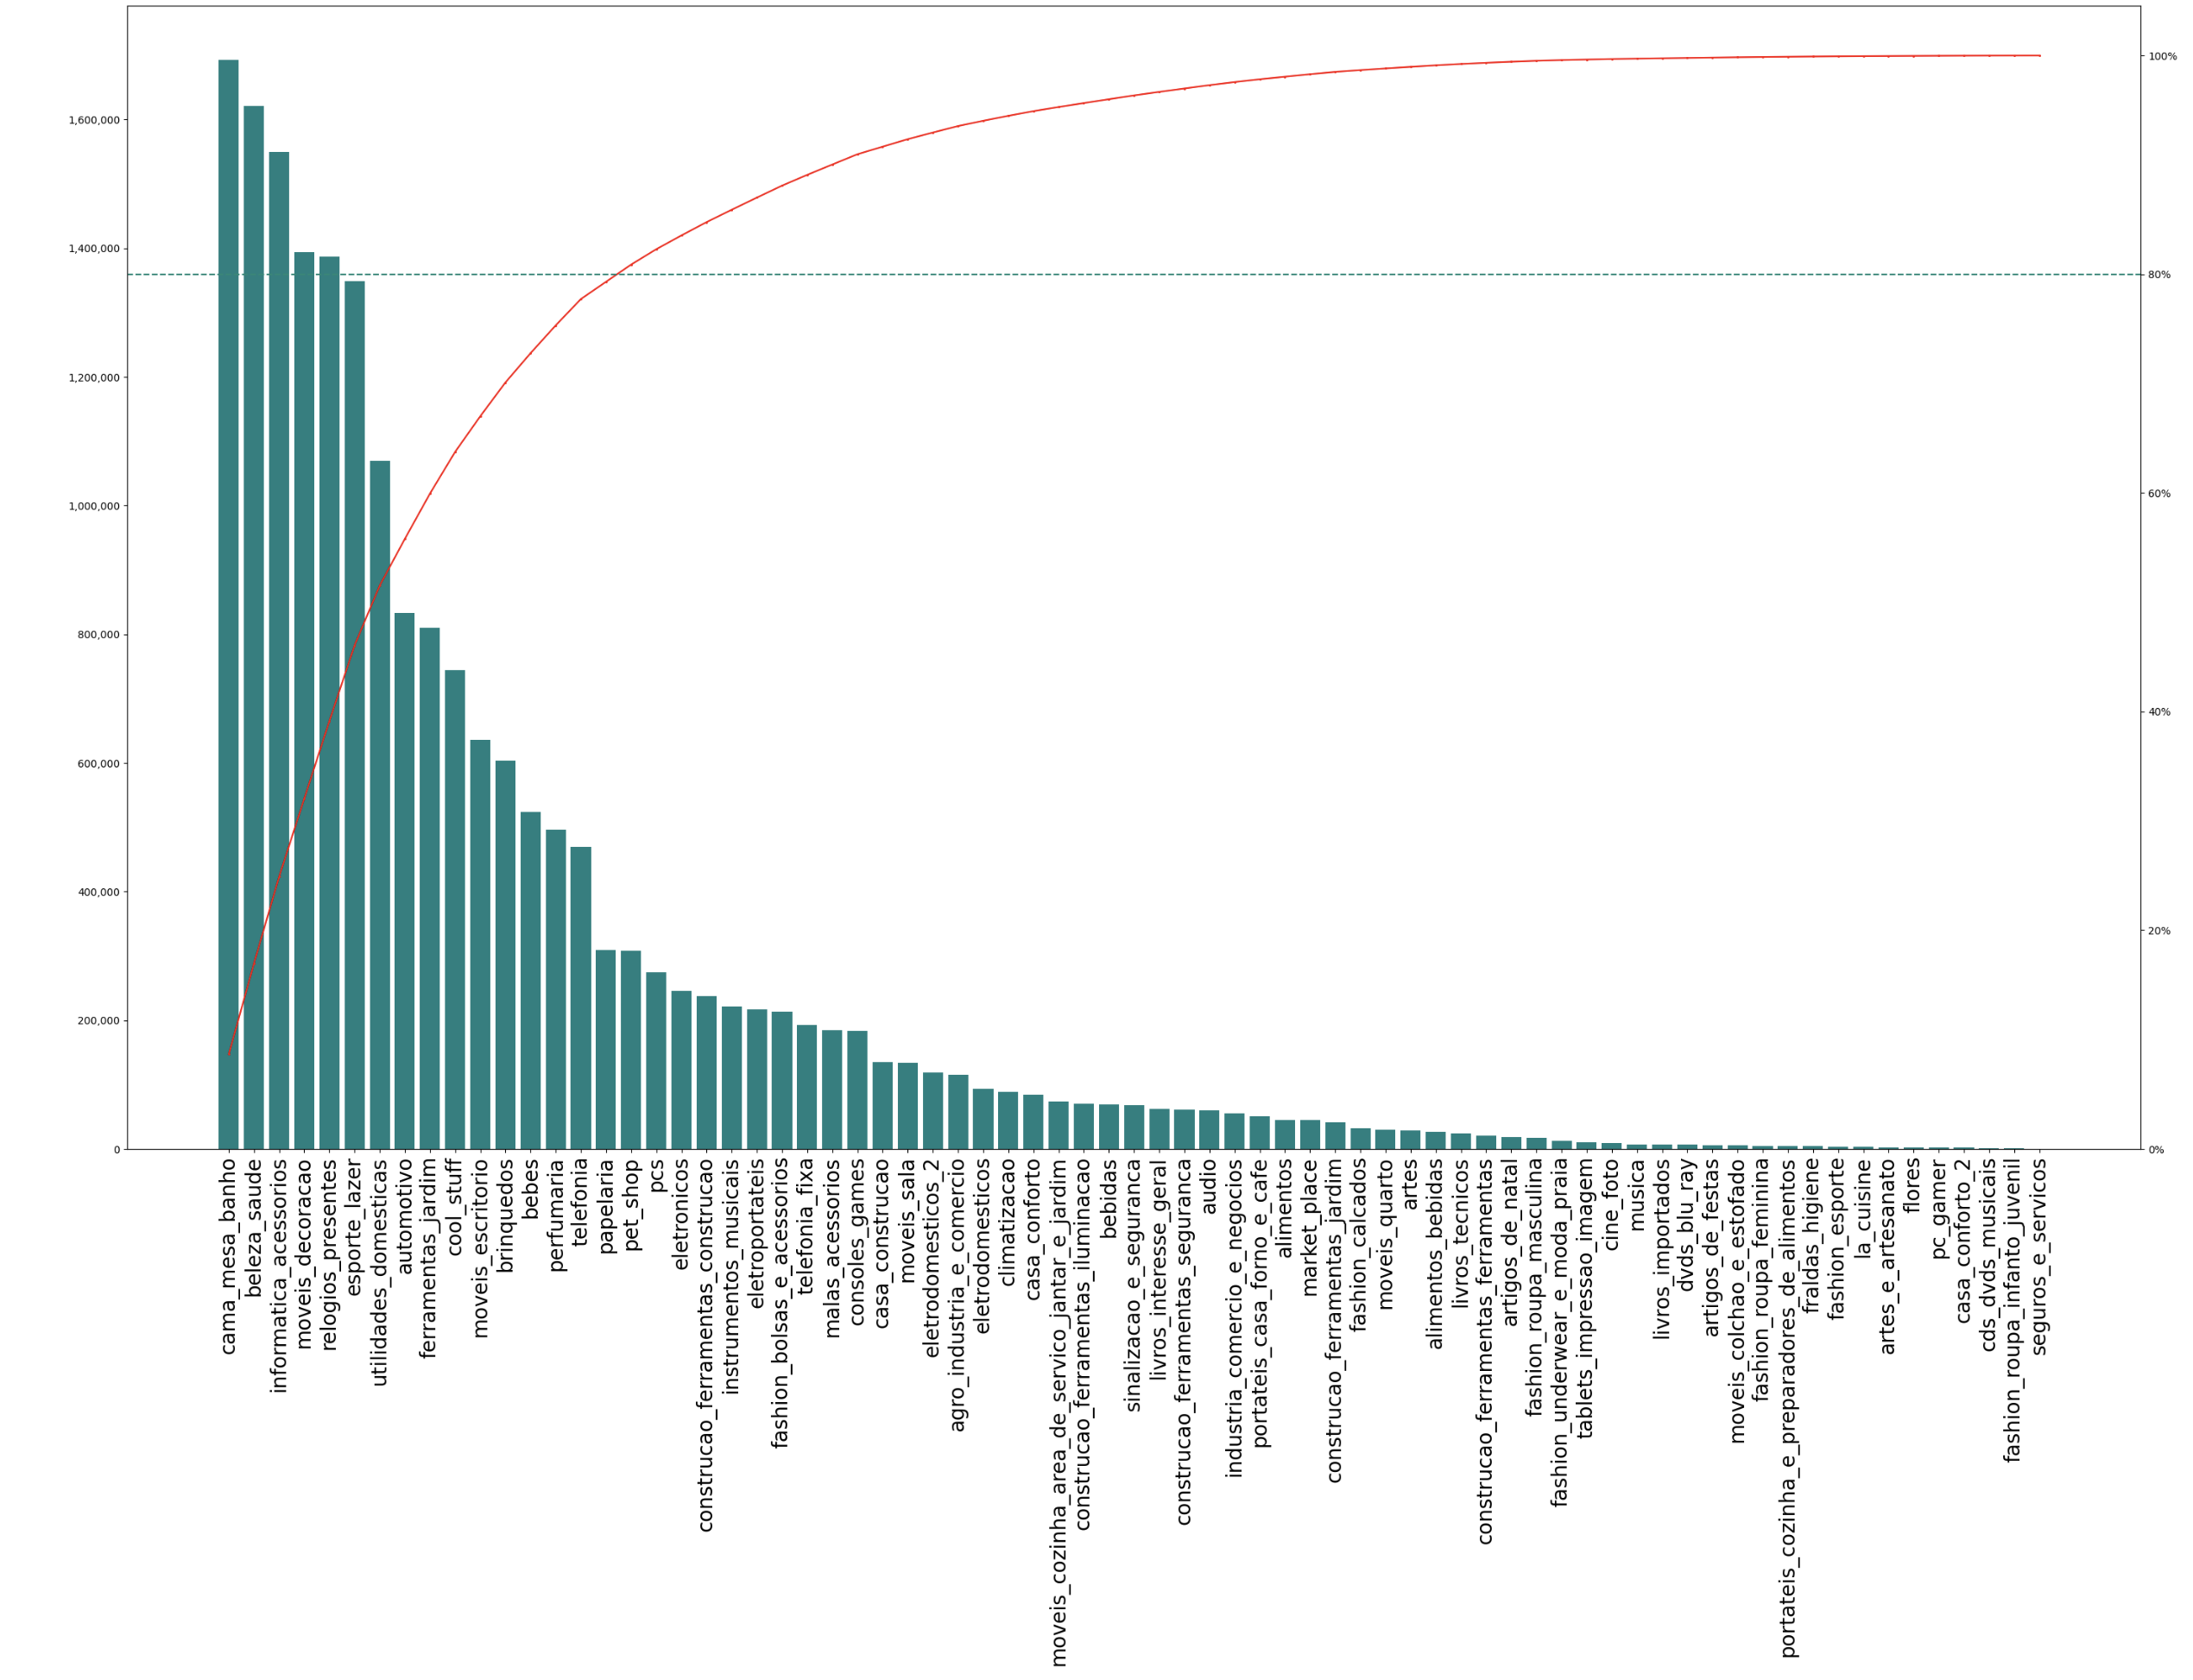 1,600,000
1,400,000
1,200,000
1,000,000
800,000
600,000
400,000
200,000
0
100%
80%
60%
40%
20%
0%
cama_mesa_banho
beleza_saude
informatica_acessorios
moveis_decoracao
relogios_presentes
esporte_lazer
utilidades_domesticas
automotivo
ferramentas_jardim
cool_stuff
moveis_escritorio
brinquedos
bebes
perfumaria
telefonia
papelaria
pet_shop
pcs
eletronicos
construcao_ferramentas_construcao
instrumentos_musicais
eletroportateis
fashion_bolsas_e_acessorios
telefonia_fixa
malas_acessorios
consoles_games
casa_construcao
moveis_sala
eletrodomesticos_2
agro_industria_e_comercio
eletrodomesticos
climatizacao
casa_conforto
moveis_cozinha_area_de_servico_jantar_e_jardim
construcao_ferramentas_iluminacao
bebidas
sinalizacao_e_seguranca
livros_interesse_geral
construcao_ferramentas_seguranca
audio
industria_comercio_e_negocios
portateis_casa_forno_e_cafe
alimentos
market_place
construcao_ferramentas_jardim
fashion_calcados
moveis_quarto
artes
alimentos_bebidas
livros_tecnicos
construcao_ferramentas_ferramentas
artigos_de_natal
fashion_roupa_masculina
fashion_underwear_e_moda_praia
tablets_impressao_imagem
cine_foto
musica
livros_importados
dvds_blu_ray
artigos_de_festas
moveis_colchao_e_estofado
fashion_roupa_feminina
portateis_cozinha_e_preparadores_de_alimentos
fraldas_higiene
fashion_esporte
la_cuisine
artes_e_artesanato
flores
pc_gamer
casa_conforto_2
cds_dvds_musicais
fashion_roupa_infanto_juvenil
seguros_e_servicos